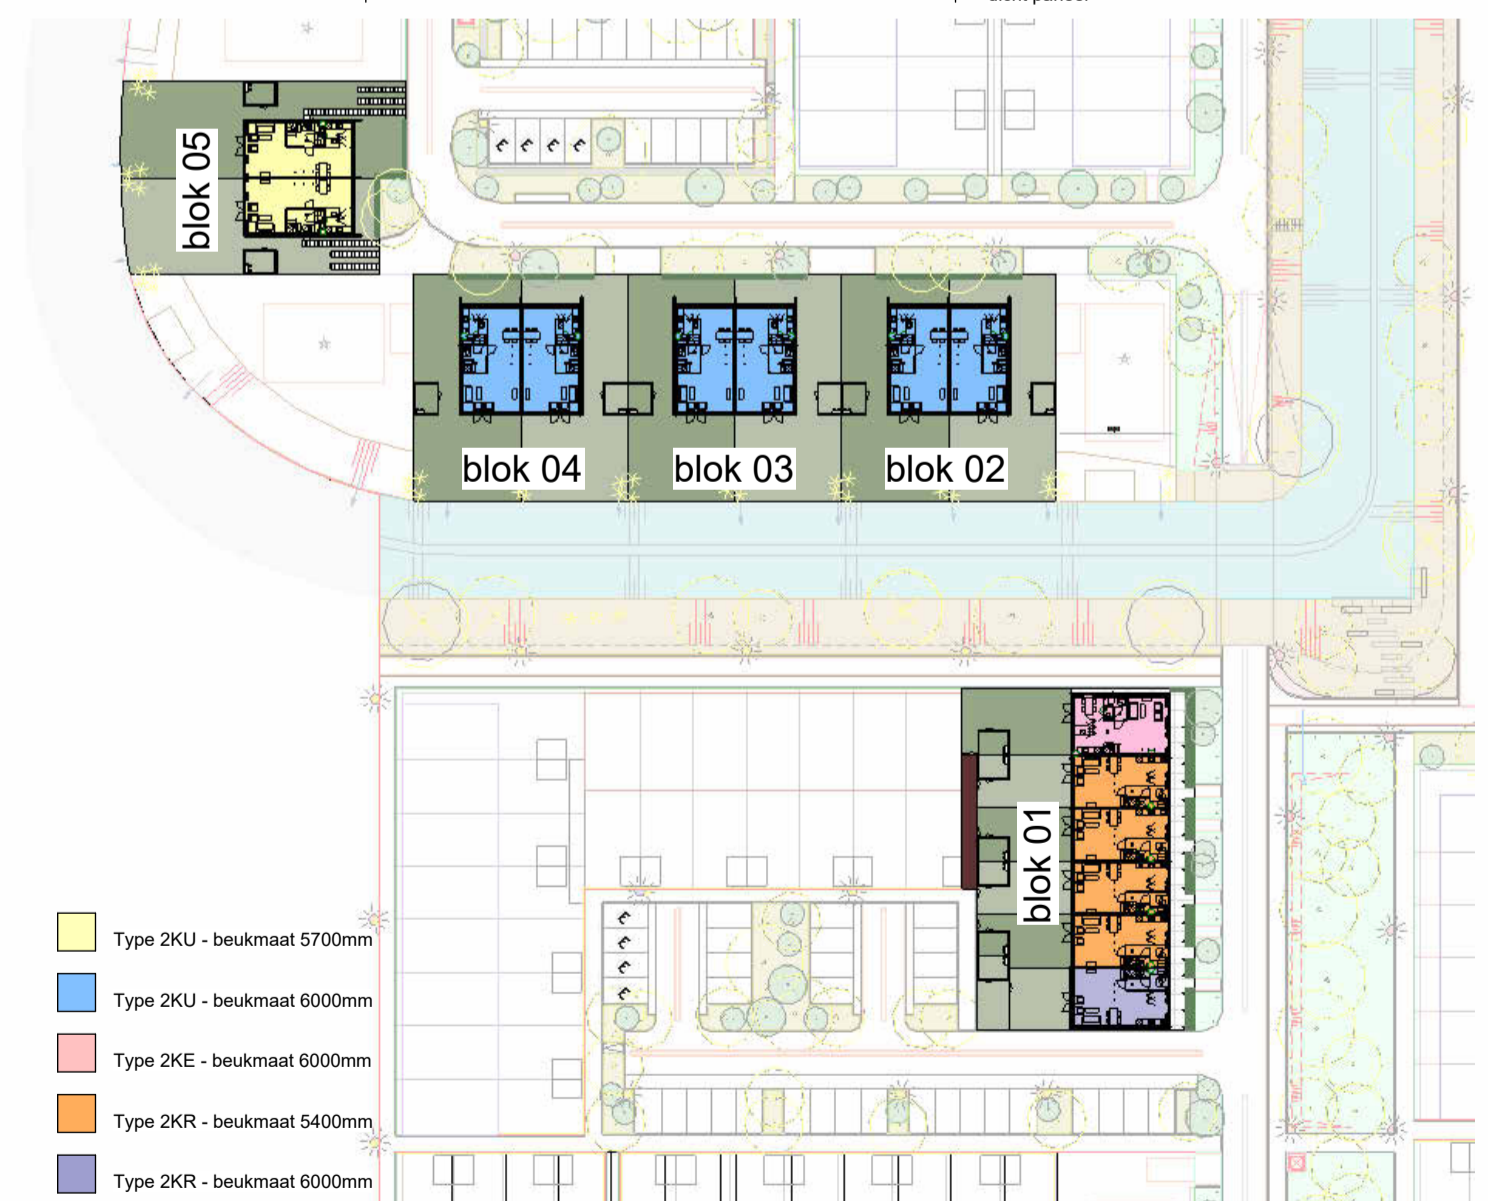 blok 05
blok 04
blok 03
blok 02
blok 01
Type 2KU - beukmaat 5700mm
Type 2KU - beukmaat 6000mm
Type 2KE - beukmaat 6000mm
Type 2KR - beukmaat 5400mm
Type 2KR - beukmaat 6000mm